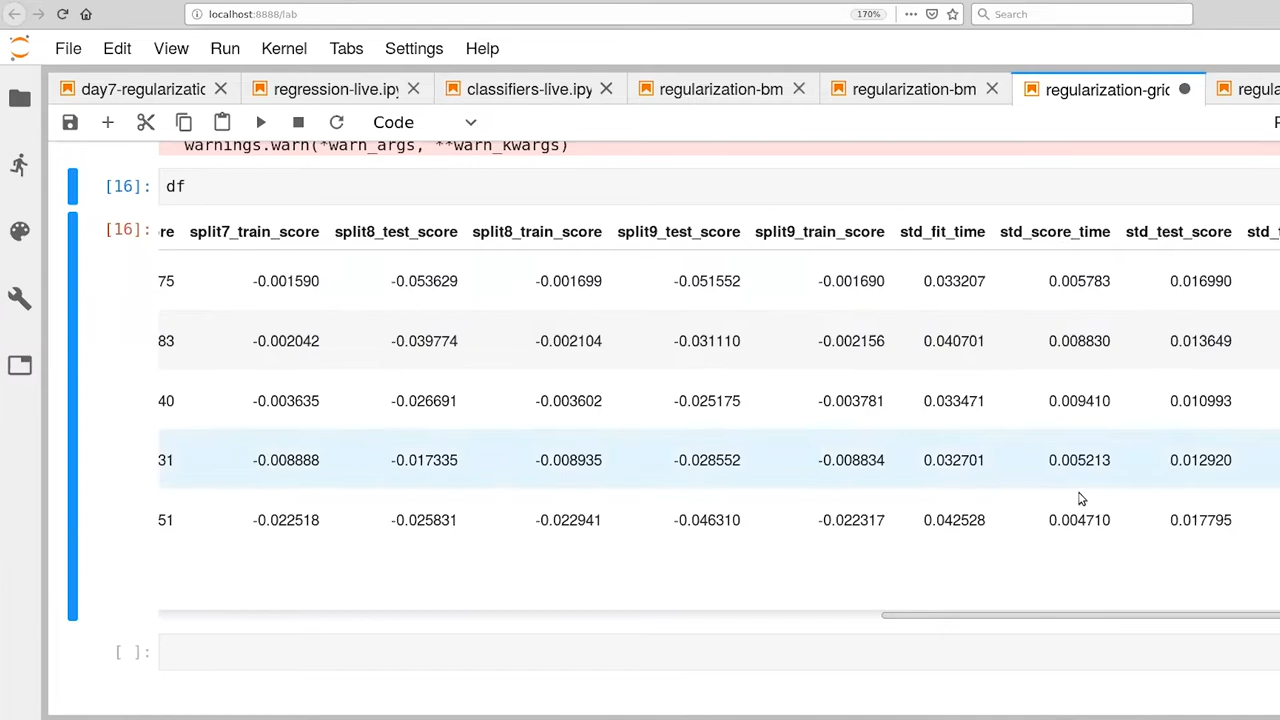 localhost:8888/lab
170%
Search
File Edit View Run Kernel Tabs Settings Help
day7-regularizatic regression-live.ipy classifiers-live.ipy regularization-bm regularization-bm regularization-gric regula
Code
warnings.warn(*warn_args, **warn_kwargs)
[16]: df
[16]: re split7_train_score split8_test_score split8_train_score split9_test_score split9_train_score std_fit_time std_score_time std_test_score std_t
75 -0.001590 -0.053629 -0.001699 -0.051552 -0.001690 0.033207 0.005783 0.016990
83 -0.002042 -0.039774 -0.002104 -0.031110 -0.002156 0.040701 0.008830 0.013649
40 -0.003635 -0.026691 -0.003602 -0.025175 -0.003781 0.033471 0.009410 0.010993
31 -0.008888 -0.017335 -0.008935 -0.028552 -0.008834 0.032701 0.005213 0.012920
51 -0.022518 -0.025831 -0.022941 -0.046310 -0.022317 0.042528 0.004710 0.017795
[ ]: